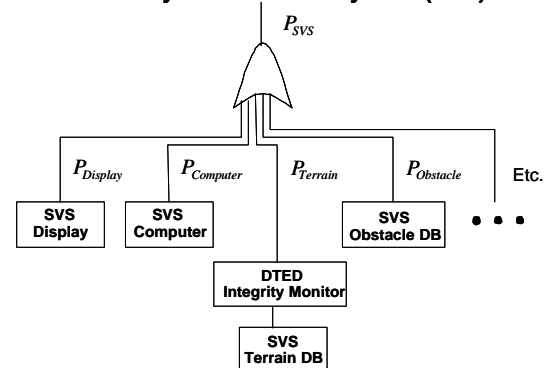 P_SVS
P_Display
P_Computer
P_Terrain
P_Obstacle
Etc.
SVS
Display
SVS
Computer
SVS
Obstacle DB
DTED
Integrity Monitor
SVS
Terrain DB